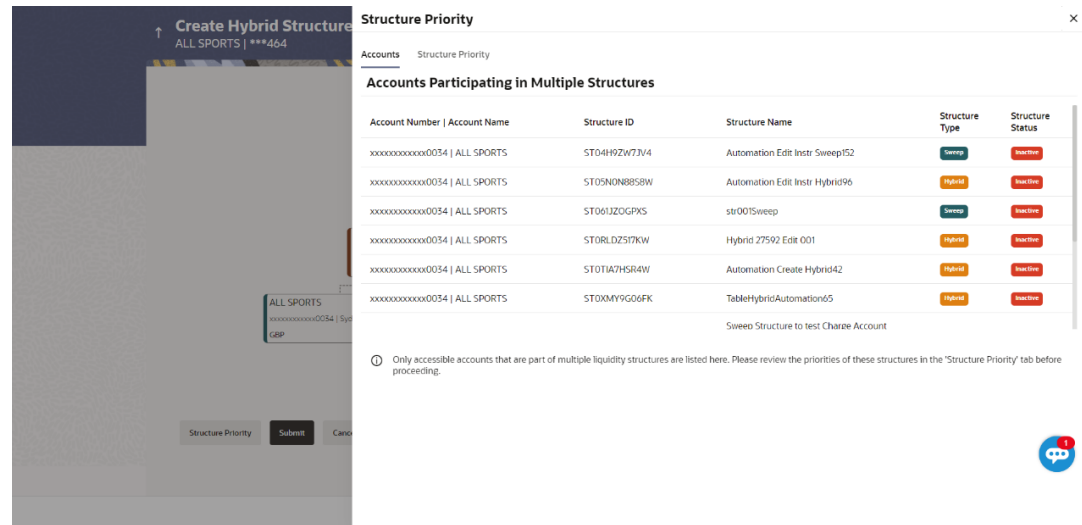 ↑ Create Hybrid Structure
ALL SPORTS | ***464
ALL SPORTS
xxxxxxxxxxxx0034 | Syd
GBP
Structure Priority Submit Canc
Structure Priority ×
Accounts Structure Priority
Accounts Participating in Multiple Structures
Account Number | Account Name Structure ID Structure Name Structure Type Structure Status
xxxxxxxxxxxx0034 | ALL SPORTS ST04H9ZW7JV4 Automation Edit Instr Sweep152 Sweep Inactive
xxxxxxxxxxxx0034 | ALL SPORTS ST05N0N88S8W Automation Edit Instr Hybrid96 Hybrid Inactive
xxxxxxxxxxxx0034 | ALL SPORTS ST061JZOGPXS str001Sweep Sweep Inactive
xxxxxxxxxxxx0034 | ALL SPORTS ST0RLDZ517KW Hybrid 27592 Edit 001 Hybrid Inactive
xxxxxxxxxxxx0034 | ALL SPORTS ST0TIA7HSR4W Automation Create Hybrid42 Hybrid Inactive
xxxxxxxxxxxx0034 | ALL SPORTS ST0XMY9G06FK TableHybridAutomation65 Hybrid Inactive
Sweep Structure to test Charge Account
Only accessible accounts that are part of multiple liquidity structures are listed here. Please review the priorities of these structures in the 'Structure Priority' tab before
proceeding.
1